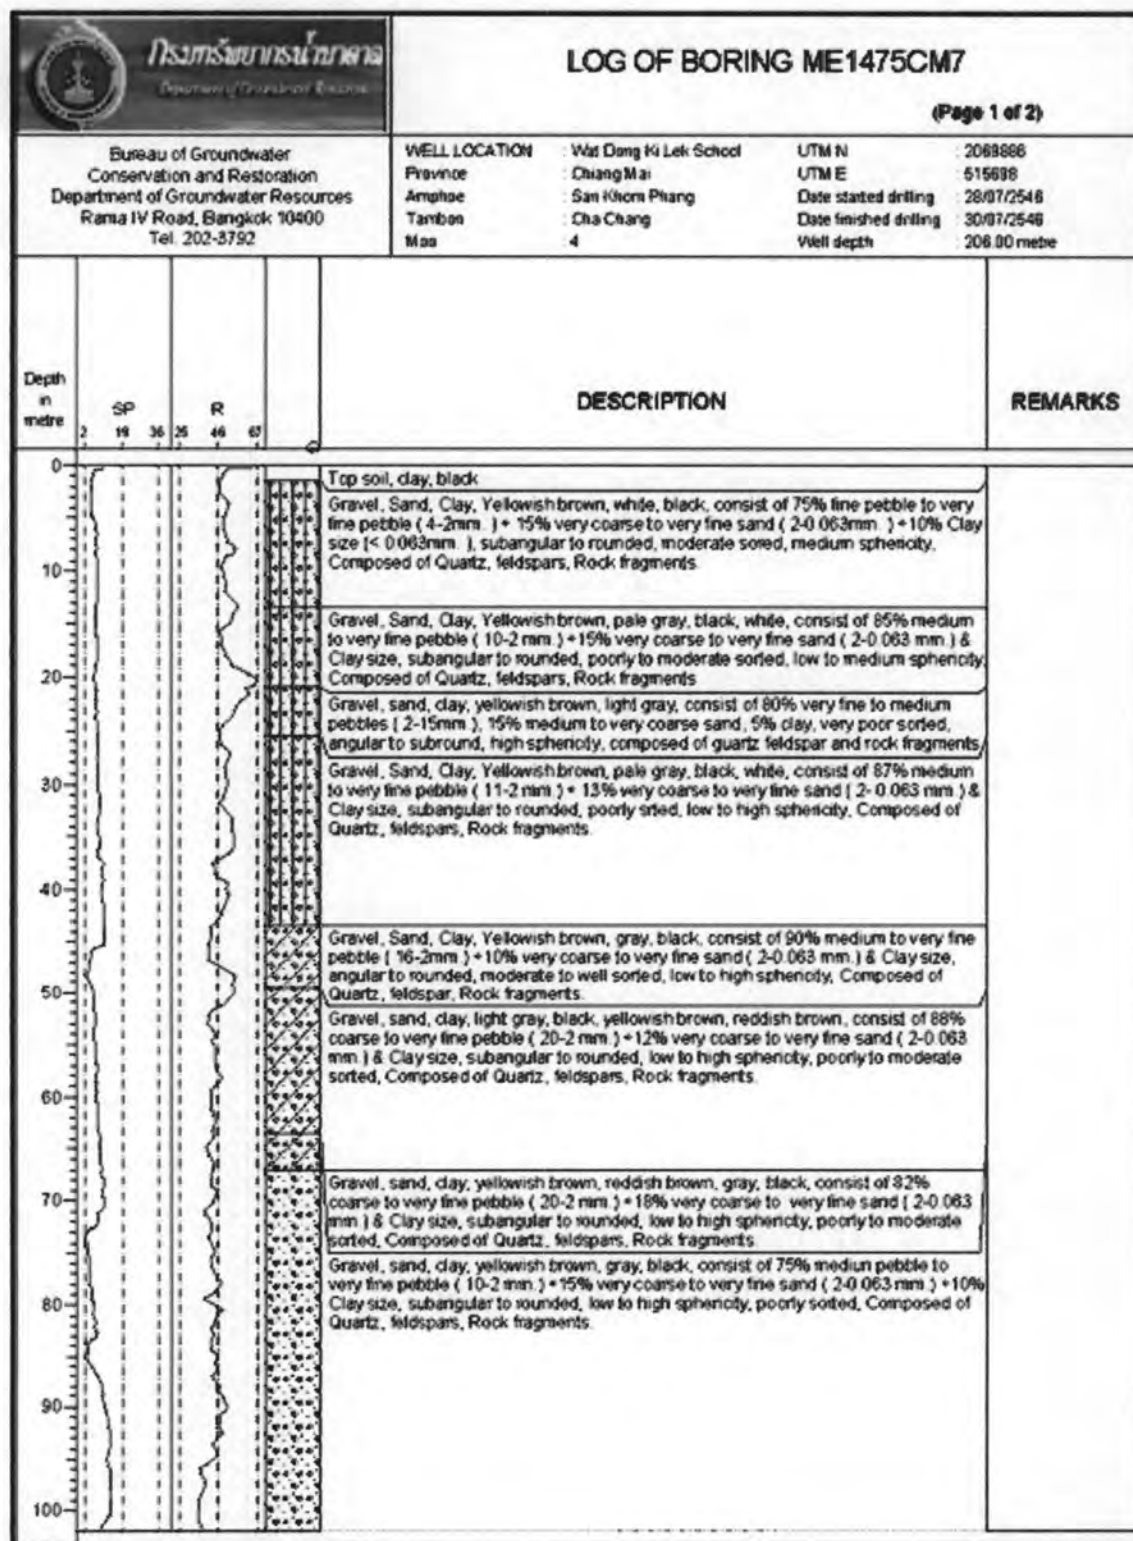 กรมทรัพยากรน้ำบาดาล
Department of Groundwater Resources
LOG OF BORING ME1475CM7
(Page 1 of 2)
Bureau of Groundwater
Conservation and Restoration
Department of Groundwater Resources
Rama IV Road, Bangkok 10400
Tel. 202-3792
WELL LOCATION : Wat Dong Ki Lek School
Province : Chiang Mai
Amphoe : San Khom Phang
Tambon : Cha Chang
Moo : 4
UTM N : 2069886
UTM E : 515698
Date started drilling : 28/07/2546
Date finished drilling : 30/07/2546
Well depth : 206.00 metre
Depth in metre
SP
2 19 36
R
25 46 67
DESCRIPTION
REMARKS
0
10
20
30
40
50
60
70
80
90
100
Top soil, clay, black
Gravel, Sand, Clay, Yellowish brown, white, black, consist of 75% fine pebble to very
fine pebble ( 4-2mm. ) + 15% very coarse to very fine sand ( 2-0.063mm. ) +10% Clay
size (< 0.063mm. ), subangular to rounded, moderate sored, medium sphericity,
Composed of Quartz, feldspars, Rock fragments
Gravel, Sand, Clay, Yellowish brown, pale gray, black, white, consist of 85% medium
to very fine pebble ( 10-2 mm.) +15% very coarse to very fine sand ( 2-0.063 mm.) &
Clay size, subangular to rounded, poorly to moderate sorted, low to medium sphericity,
Composed of Quartz, feldspars, Rock fragments
Gravel, sand, clay, yellowish brown, light gray, consist of 80% very fine to medium
pebbles ( 2-15mm.), 15% medium to very coarse sand, 5% clay, very poor sorted,
angular to subround, high sphericity, composed of quartz feldspar and rock fragments
Gravel, Sand, Clay, Yellowish brown, pale gray, black, white, consist of 87% medium
to very fine pebble ( 11-2 mm.) + 13% very coarse to very fine sand ( 2- 0.063 mm.) &
Clay size, subangular to rounded, poorly srted, low to high sphericity, Composed of
Quartz, feldspars, Rock fragments.
Gravel, Sand, Clay, Yellowish brown, gray, black, consist of 90% medium to very fine
pebble ( 16-2mm.) +10% very coarse to very fine sand ( 2-0.063 mm.) & Clay size,
angular to rounded, moderate to well sorted, low to high sphericity, Composed of
Quartz, feldspar, Rock fragments.
Gravel, sand, clay, light gray, black, yellowish brown, reddish brown, consist of 88%
coarse to very fine pebble ( 20-2 mm.) +12% very coarse to very fine sand ( 2-0.063
mm.) & Clay size, subangular to rounded, low to high sphericity, poorly to moderate
sorted, Composed of Quartz, feldspars, Rock fragments.
Gravel, sand, clay, yellowish brown, reddish brown, gray, black, consist of 82%
coarse to very fine pebble ( 20-2 mm.) +18% very coarse to very fine sand ( 2-0.063
mm.) & Clay size, subangular to rounded, low to high sphericity, poorly to moderate
sorted, Composed of Quartz, feldspars, Rock fragments
Gravel, sand, clay, yellowish brown, gray, black, consist of 75% mediun pebble to
very fine pebble ( 10-2 mm.) +15% very coarse to very fine sand ( 2-0.063 mm.) +10%
Clay size, subangular to rounded, low to high sphericity, poorly sorted, Composed of
Quartz, feldspars, Rock fragments.